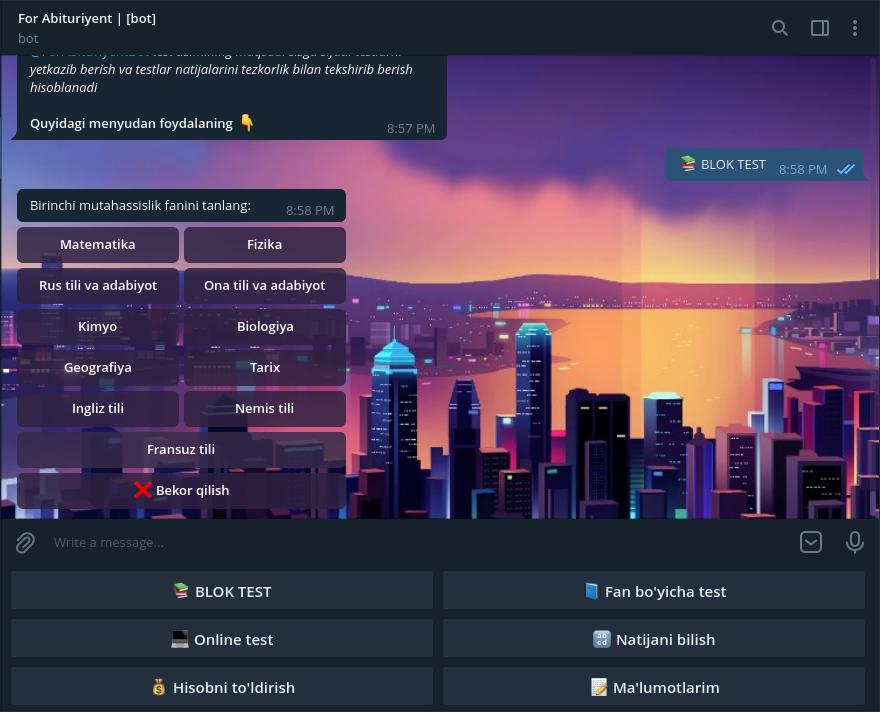 For Abituriyent | [bot]
bot
yetkazib berish va testlar natijalarini tezkorlik bilan tekshirib berish
hisoblanadi
Quyidagi menyudan foydalaning 👇
8:57 PM
📚 BLOK TEST 8:58 PM
Birinchi mutahassislik fanini tanlang: 8:58 PM
Matematika Fizika
Rus tili va adabiyot Ona tili va adabiyot
Kimyo Biologiya
Geografiya Tarix
Ingliz tili Nemis tili
Fransuz tili
❌ Bekor qilish
Write a message...
📚 BLOK TEST 📘 Fan bo'yicha test
💻 Online test 🔡 Natijani bilish
💰 Hisobni to'ldirish 📝 Ma'lumotlarim